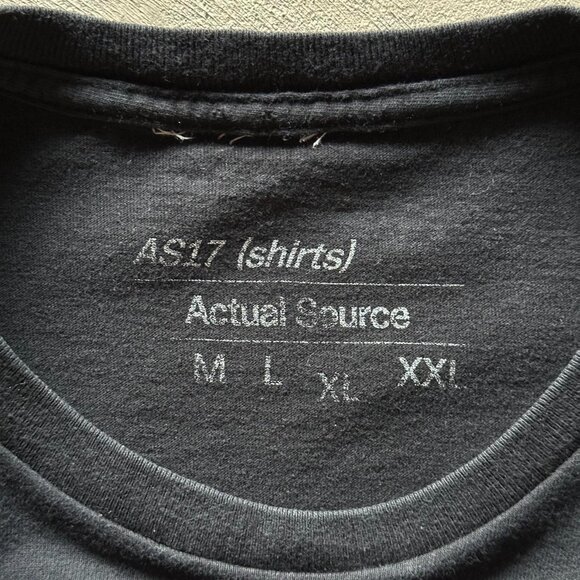 AS17 (shirts)
Actual Source
M L XL XXL